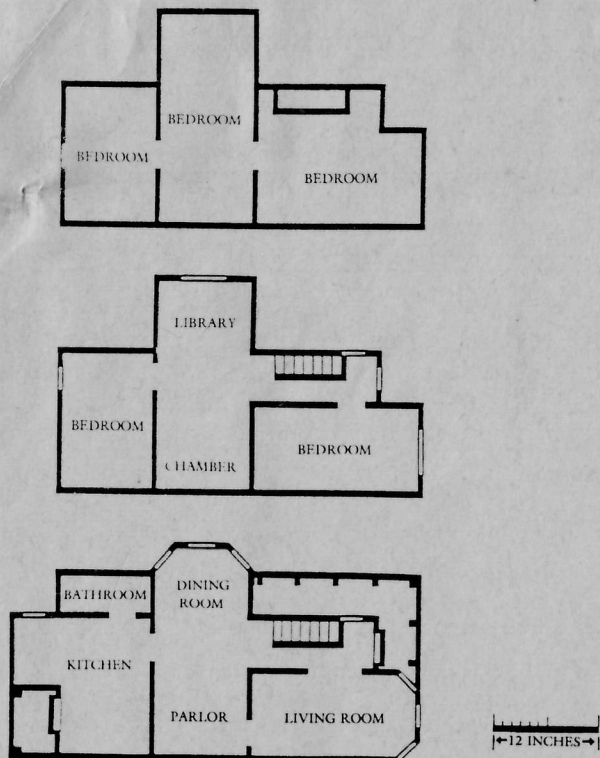 BEDROOM
BEDROOM
BEDROOM
LIBRARY
BEDROOM
BEDROOM
CHAMBER
BATHROOM
DINING
ROOM
KITCHEN
PARLOR
LIVING ROOM
12 INCHES